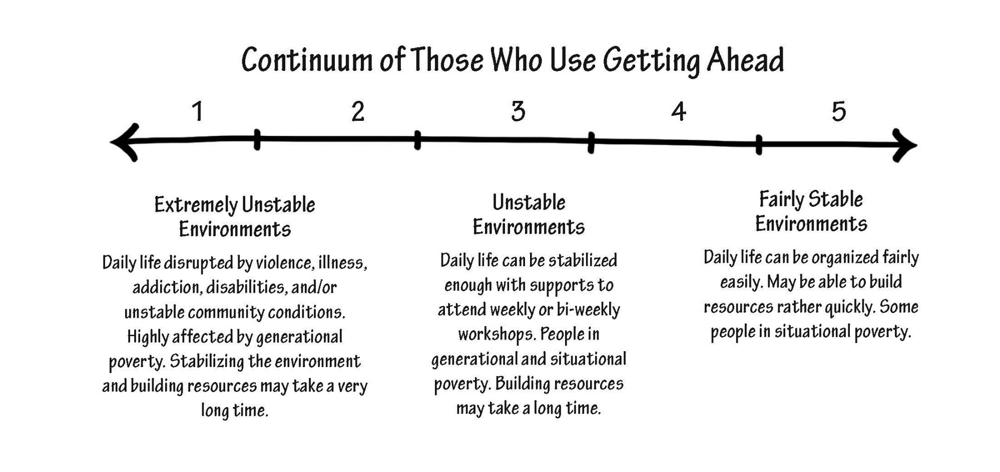 Continuum of Those Who Use Getting Ahead
1 2 3 4 5
Extremely Unstable
Environments
Daily life disrupted by violence, illness,
addiction, disabilities, and/or
unstable community conditions.
Highly affected by generational
poverty. Stabilizing the environment
and building resources may take a very
long time.
Unstable
Environments
Daily life can be stabilized
enough with supports to
attend weekly or bi-weekly
workshops. People in
generational and situational
poverty. Building resources
may take a long time.
Fairly Stable
Environments
Daily life can be organized fairly
easily. May be able to build
resources rather quickly. Some
people in situational poverty.